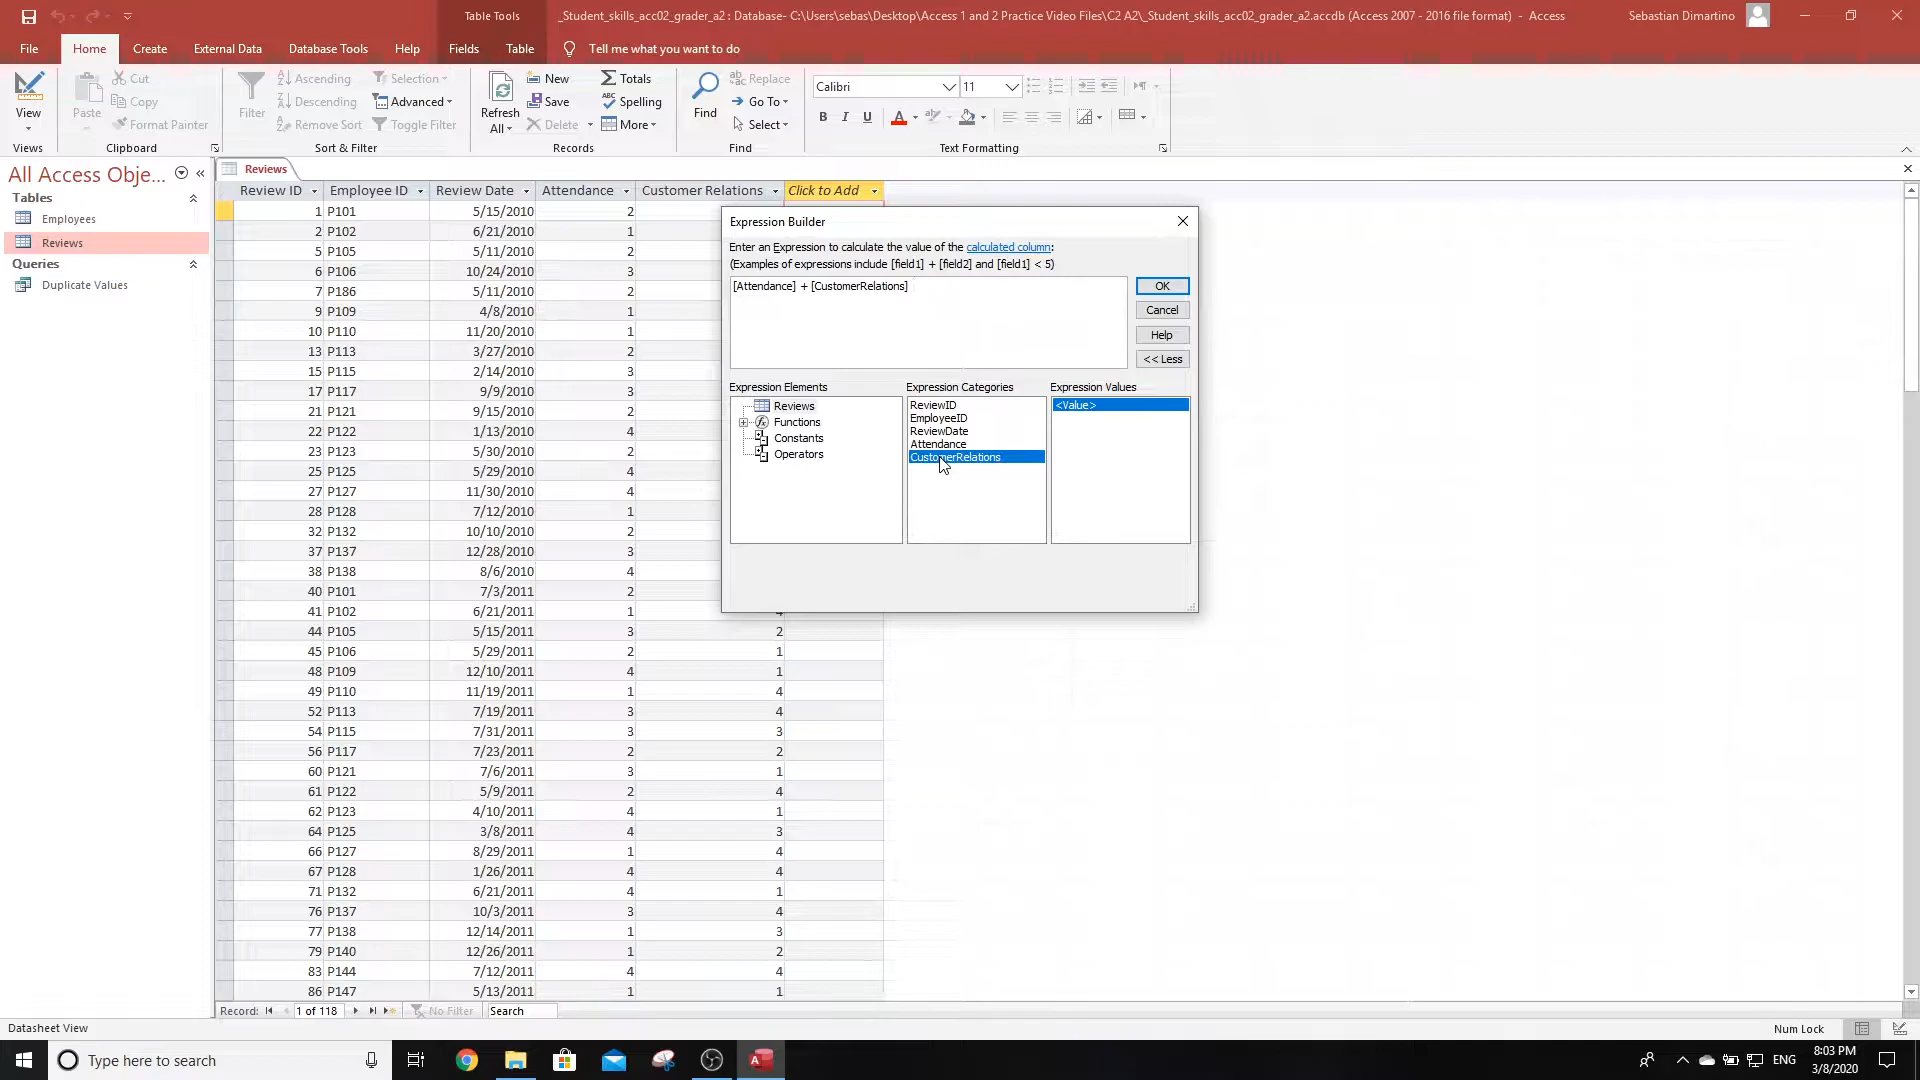 Table Tools
_Student_skills_acc02_grader_a2 : Database- C:\Users\sebas\Desktop\Access 1 and 2 Practice Video Files\C2 A2\_Student_skills_acc02_grader_a2.accdb (Access 2007 - 2016 file format) - Access
Sebastian Dimartino
File Home Create External Data Database Tools Help Fields Table Tell me what you want to do
View
Views
Paste
Cut
Copy
Format Painter
Clipboard
Filter
Ascending
Descending
Remove Sort
Selection
Advanced
Toggle Filter
Sort & Filter
Refresh All
New
Save
Delete
Totals
Spelling
More
Records
Find
Replace
Go To
Select
Find
Calibri 11
B I U
Text Formatting
All Access Obje...
Tables
Employees
Reviews
Queries
Duplicate Values
Reviews
Review ID Employee ID Review Date Attendance Customer Relations Click to Add
1 P101 5/15/2010 2
2 P102 6/21/2010 1
5 P105 5/11/2010 2
6 P106 10/24/2010 3
7 P186 5/11/2010 2
9 P109 4/8/2010 1
10 P110 11/20/2010 1
13 P113 3/27/2010 2
15 P115 2/14/2010 3
17 P117 9/9/2010 3
21 P121 9/15/2010 2
22 P122 1/13/2010 4
23 P123 5/30/2010 2
25 P125 5/29/2010 4
27 P127 11/30/2010 4
28 P128 7/12/2010 1
32 P132 10/10/2010 2
37 P137 12/28/2010 3
38 P138 8/6/2010 4
40 P101 7/3/2011 2
41 P102 6/21/2011 1
44 P105 5/15/2011 3 2
45 P106 5/29/2011 2 1
48 P109 12/10/2011 4 1
49 P110 11/19/2011 1 4
52 P113 7/19/2011 3 4
54 P115 7/31/2011 3 3
56 P117 7/23/2011 2 2
60 P121 7/6/2011 3 1
61 P122 5/9/2011 2 4
62 P123 4/10/2011 4 1
64 P125 3/8/2011 4 3
66 P127 8/29/2011 1 4
67 P128 1/26/2011 4 4
71 P132 6/21/2011 4 1
76 P137 10/3/2011 3 4
77 P138 12/14/2011 1 3
79 P140 12/26/2011 1 2
83 P144 7/12/2011 4 4
86 P147 5/13/2011 1 1
Expression Builder
Enter an Expression to calculate the value of the calculated column:
(Examples of expressions include [field1] + [field2] and [field1] < 5)
[Attendance] + [CustomerRelations]
OK
Cancel
Help
<< Less
Expression Elements
Reviews
Functions
Constants
Operators
Expression Categories
ReviewID
EmployeeID
ReviewDate
Attendance
CustomerRelations
Expression Values
<Value>
Record: 1 of 118 No Filter Search
Datasheet View
Num Lock
Type here to search
ENG
8:03 PM
3/8/2020